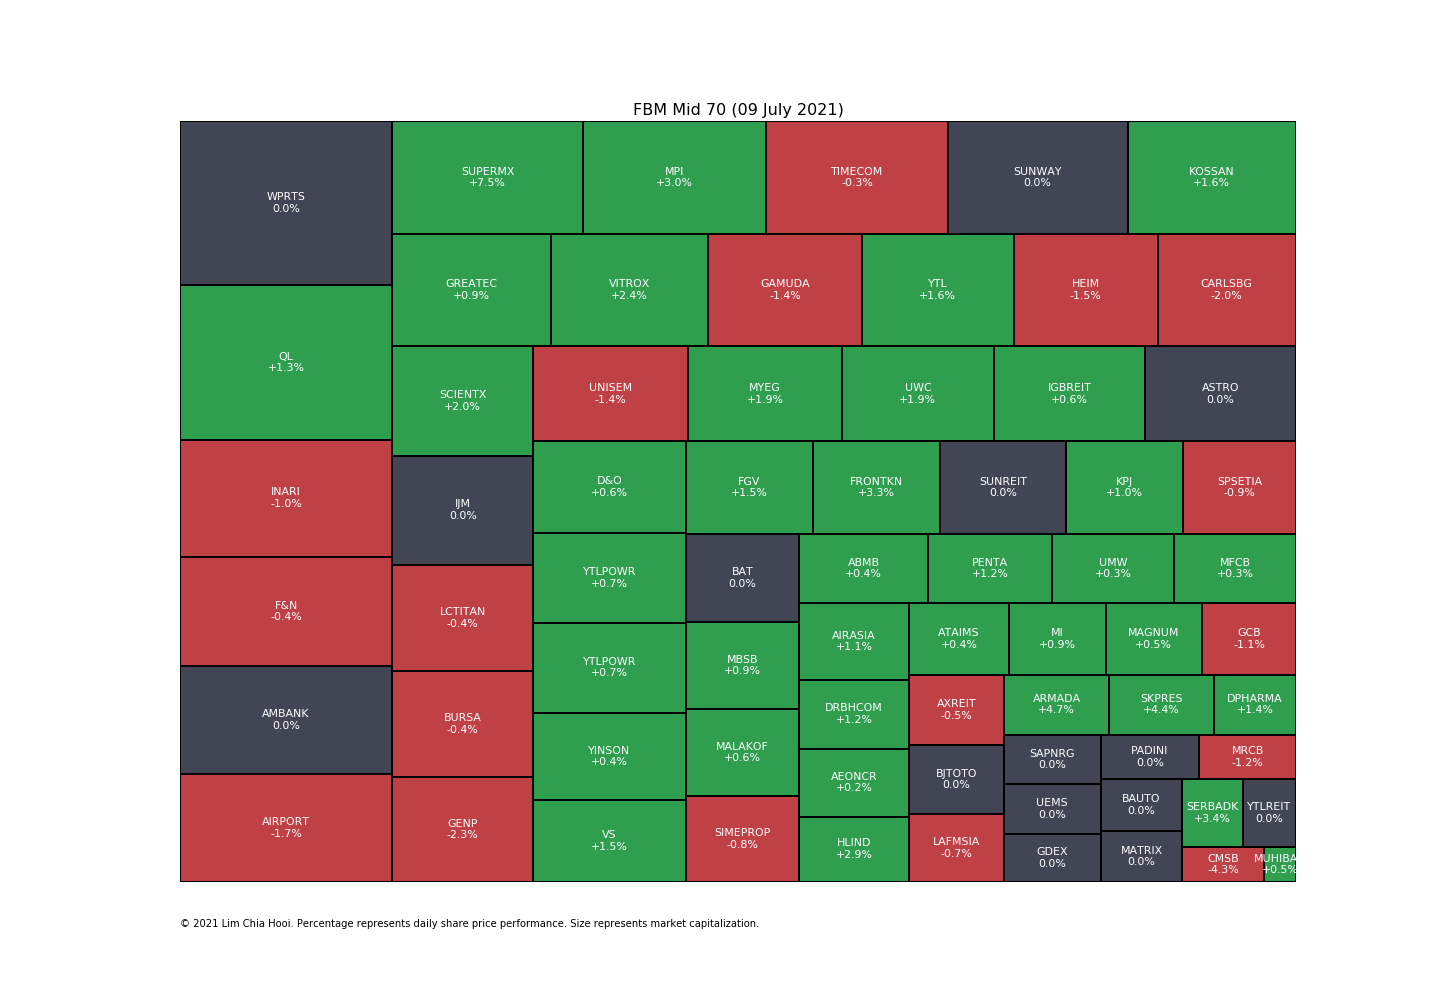 FBM Mid 70 (09 July 2021)
WPRTS
0.0%
QL
+1.3%
INARI
-1.0%
F&N
-0.4%
AMBANK
0.0%
AIRPORT
-1.7%
SUPERMX
+7.5%
MPI
+3.0%
TIMECOM
-0.3%
SUNWAY
0.0%
KOSSAN
+1.6%
GREATEC
+0.9%
VITROX
+2.4%
GAMUDA
-1.4%
YTL
+1.6%
HEIM
-1.5%
CARLSBG
-2.0%
SCIENTX
+2.0%
IJM
0.0%
LCTITAN
-0.4%
BURSA
-0.4%
GENP
-2.3%
UNISEM
-1.4%
MYEG
+1.9%
UWC
+1.9%
IGBREIT
+0.6%
ASTRO
0.0%
D&O
+0.6%
YTLPOWR
+0.7%
YTLPOWR
+0.7%
YINSON
+0.4%
VS
+1.5%
FGV
+1.5%
FRONTKN
+3.3%
SUNREIT
0.0%
KPJ
+1.0%
SPSETIA
-0.9%
BAT
0.0%
MBSB
+0.9%
MALAKOF
+0.6%
SIMEPROP
-0.8%
ABMB
+0.4%
PENTA
+1.2%
UMW
+0.3%
MFCB
+0.3%
AIRASIA
+1.1%
DRBHCOM
+1.2%
AEONCR
+0.2%
HLIND
+2.9%
ATAIMS
+0.4%
MI
+0.9%
MAGNUM
+0.5%
GCB
-1.1%
AXREIT
-0.5%
BJTOTO
0.0%
LAFMSIA
-0.7%
ARMADA
+4.7%
SKPRES
+4.4%
DPHARMA
+1.4%
SAPNRG
0.0%
UEMS
0.0%
GDEX
0.0%
PADINI
0.0%
MRCB
-1.2%
BAUTO
0.0%
MATRIX
0.0%
SERBADK
+3.4%
YTLREIT
0.0%
CMSB
-4.3%
MUHIBA
+0.5%
© 2021 Lim Chia Hooi. Percentage represents daily share price performance. Size represents market capitalization.